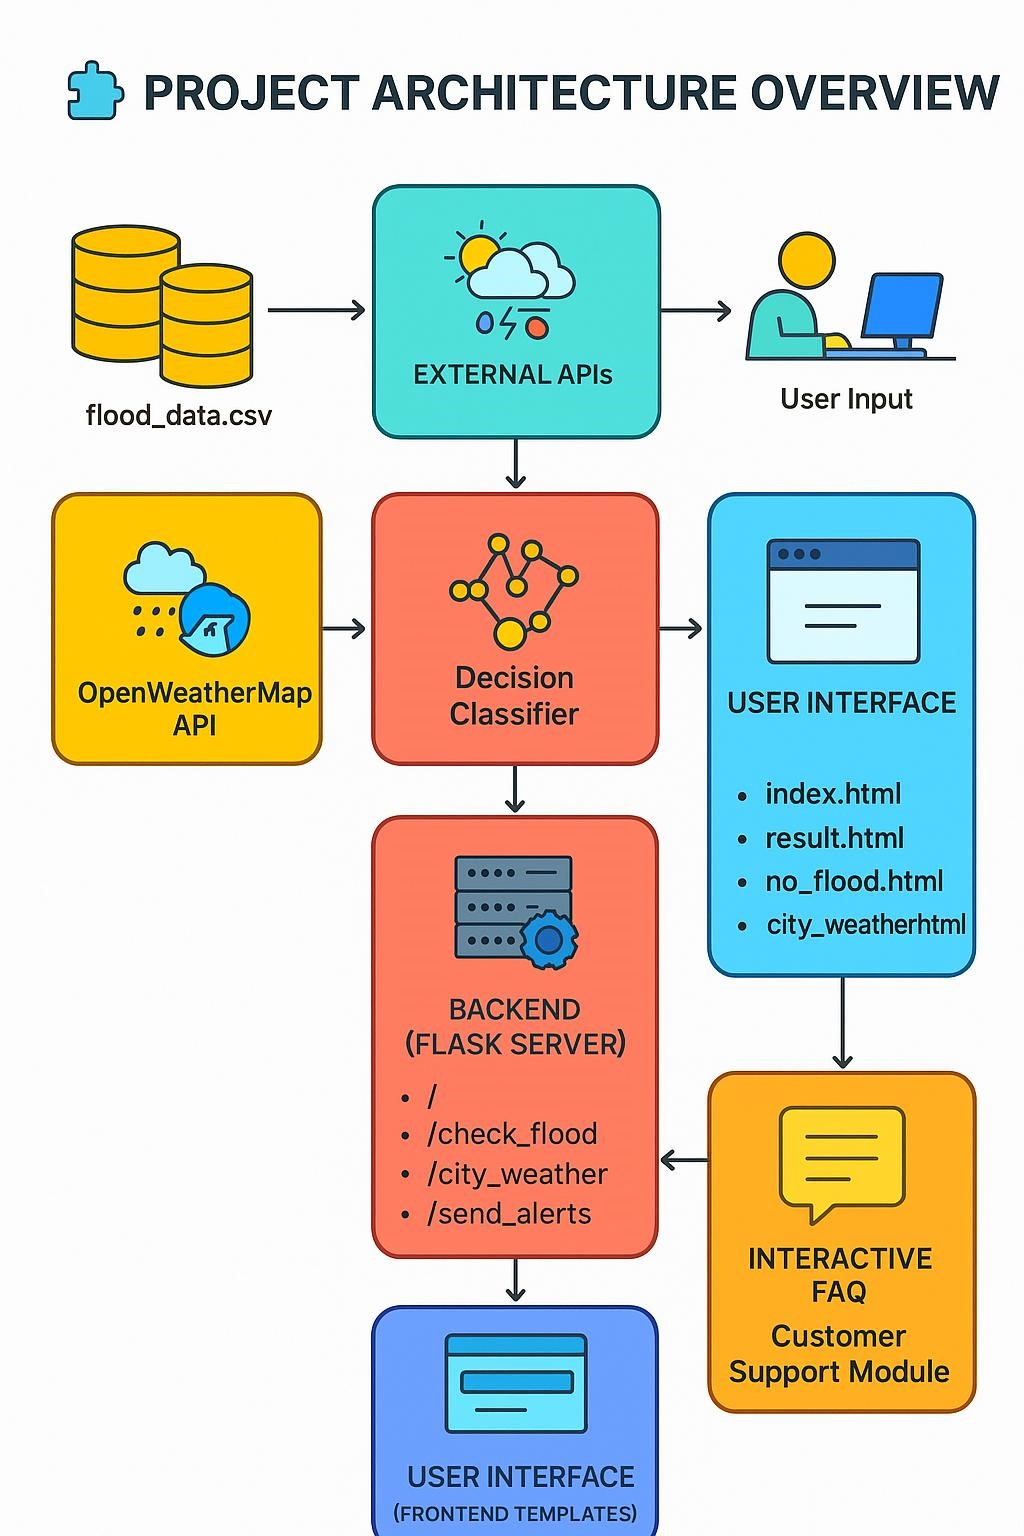 PROJECT ARCHITECTURE OVERVIEW
EXTERNAL APIs
flood_data.csv
User Input
OpenWeatherMap
API
Decision
Classifier
USER INTERFACE
• index.html
• result.html
• no_flood.html
• city_weatherhtml
BACKEND
(FLASK SERVER)
• /
• /check_flood
• /city_weather
• /send_alerts
INTERACTIVE
FAQ
Customer
Support Module
USER INTERFACE
(FRONTEND TEMPLATES)